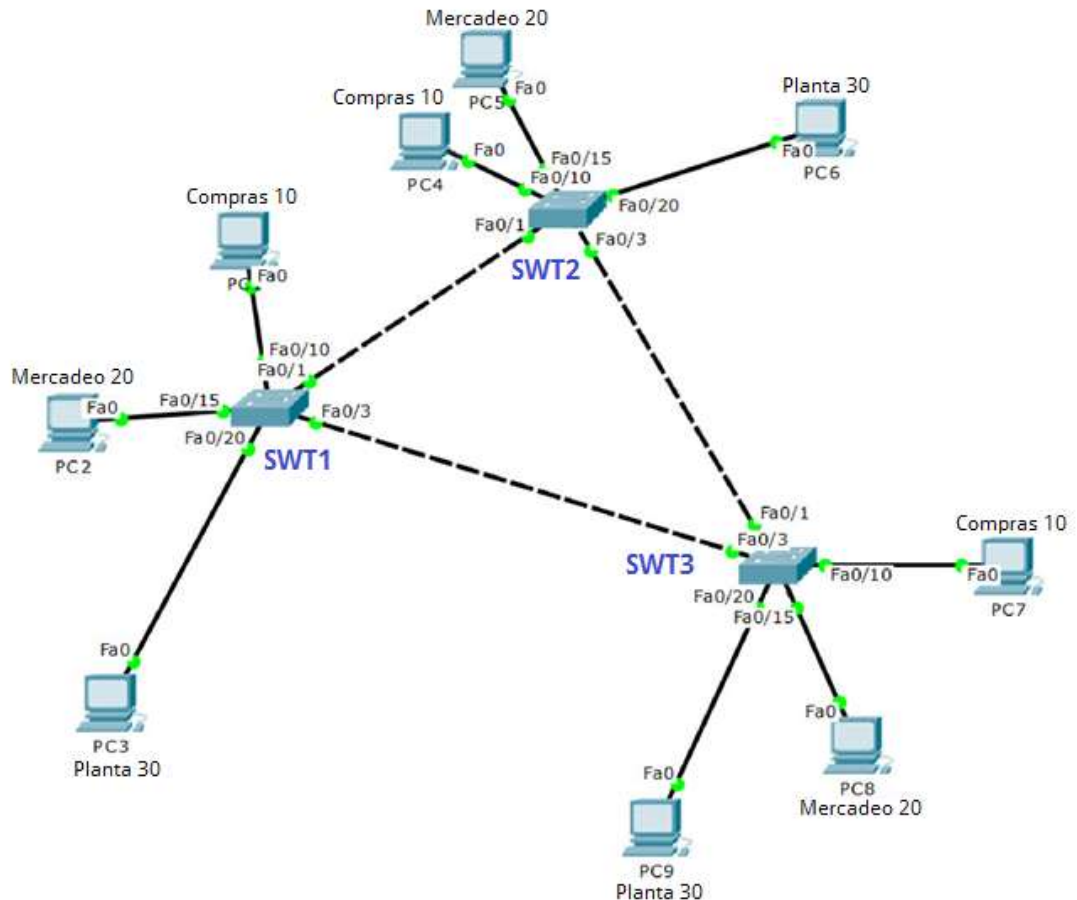 Mercadeo 20
Fa0
PC5
Compras 10
Fa0
PC4
Planta 30
Fa0
PC6
Fa0/15
Fa0/10
Fa0/20
Fa0/1
Fa0/3
SWT2
Compras 10
Fa0
Fa0/10
Fa0/1
Mercadeo 20
Fa0
Fa0/15
Fa0/3
Fa0/20
PC2
SWT1
Fa0/1
Fa0/3
SWT3
Compras 10
Fa0/10
Fa0
PC7
Fa0/20
Fa0/15
Fa0
PC3
Planta 30
Fa0
PC8
Mercadeo 20
Fa0
PC9
Planta 30